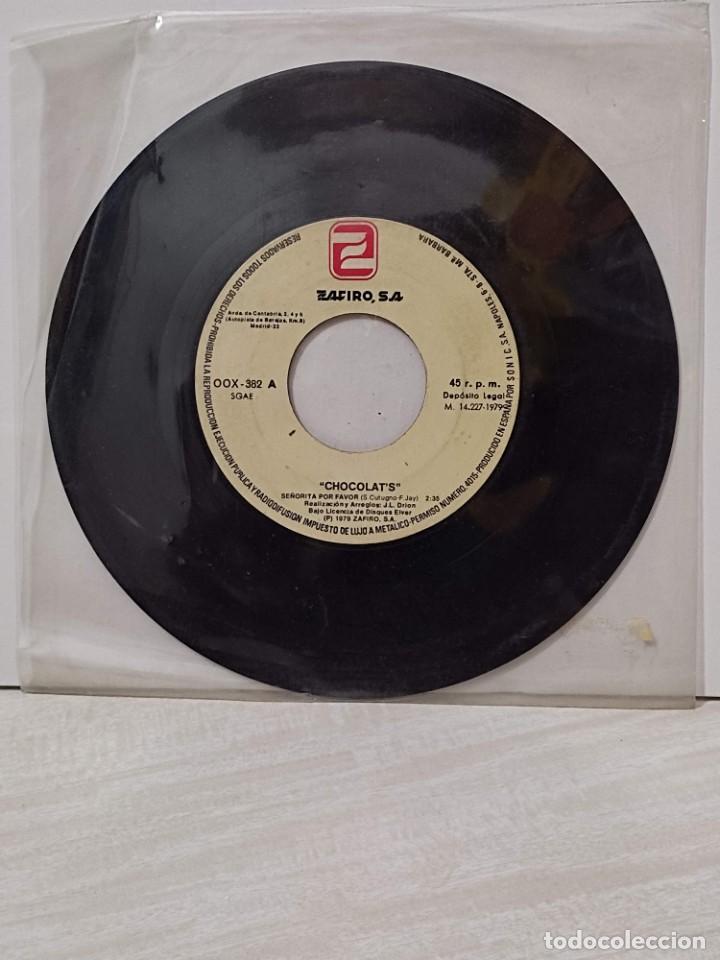 ZAFIRO, S.A
Avda. de Cantabria, 2, 4 y 6
(Autopista de Barajas, Km.8)
Madrid-22
OOX-382 A
SGAE
45 r. p. m.
Depósito Legal
M. 14.227-1979
"CHOCOLAT'S"
SEÑORITA POR FAVOR (S.Cutugno-F.Jay) 2:35
Realización y Arreglos: J.L. Drion
Bajo Licencia de Disques Elver
(P) 1979 ZAFIRO, S.A.
RESERVADOS TODOS LOS DERECHOS-PROHIBIDA LA REPRODUCCION EJECUCION PUBLICA Y RADIODIFUSION IMPUESTO DE LUJO A METALICO-PERMISO NUMERO. 4015-PRODUCIDO EN ESPAÑA POR SONIC S.A. NAPOLES, 6-8-STA. Mª BARBARA
todocoleccion